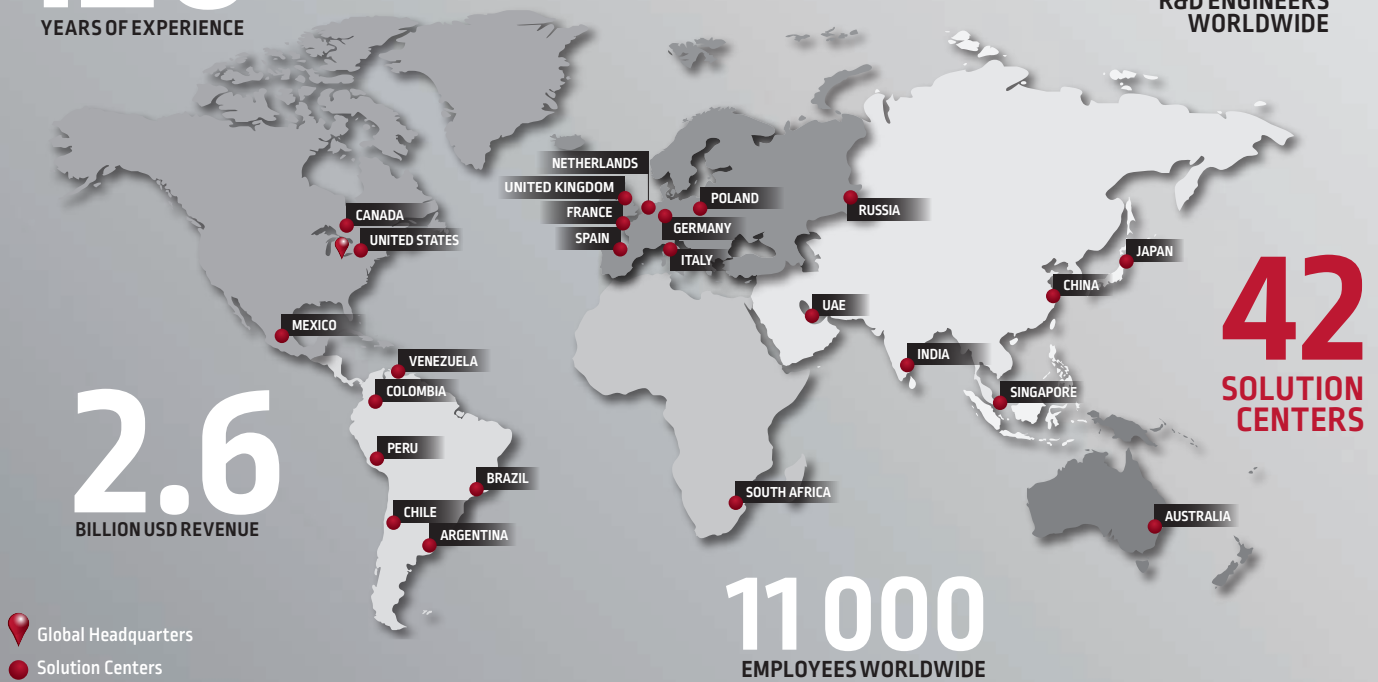 YEARS OF EXPERIENCE
R&D ENGINEERS
WORLDWIDE
NETHERLANDS
UNITED KINGDOM
POLAND
FRANCE
RUSSIA
CANADA
GERMANY
UNITED STATES
SPAIN
ITALY
JAPAN
CHINA
UAE
MEXICO
INDIA
VENEZUELA
COLOMBIA
SINGAPORE
42
SOLUTION
CENTERS
2.6
BILLION USD REVENUE
PERU
BRAZIL
SOUTH AFRICA
CHILE
AUSTRALIA
ARGENTINA
11 000
EMPLOYEES WORLDWIDE
Global Headquarters
Solution Centers